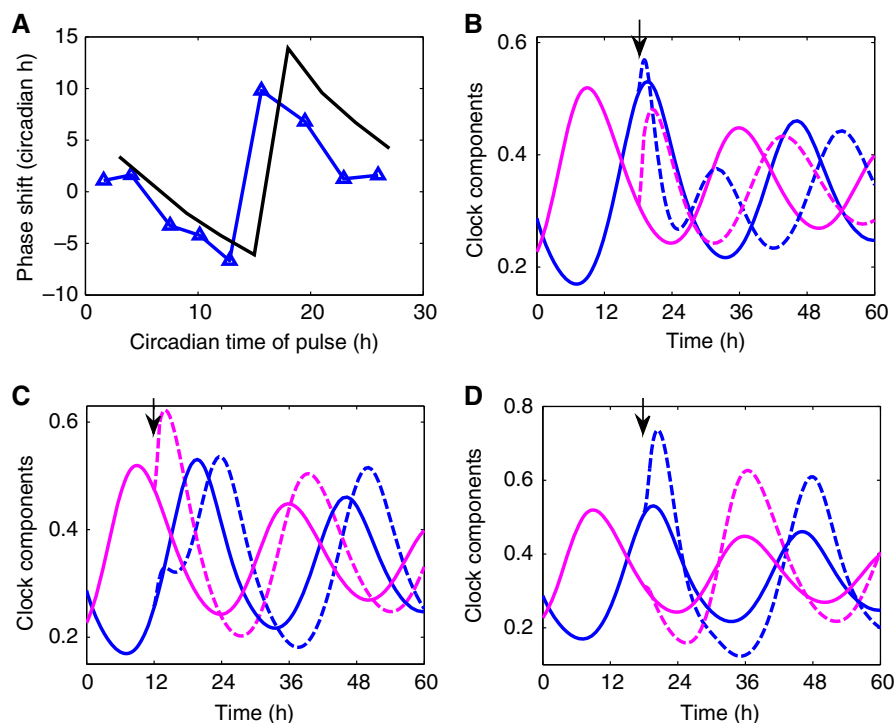 A
15
10
5
0
−5
−10
0 10 20 30
Phase shift (circadian h)
Circadian time of pulse (h)
B
0.6
0.4
0.2
0 12 24 36 48 60
Clock components
Time (h)
C
0.6
0.4
0.2
0 12 24 36 48 60
Clock components
Time (h)
D
0.8
0.6
0.4
0.2
0 12 24 36 48 60
Clock components
Time (h)